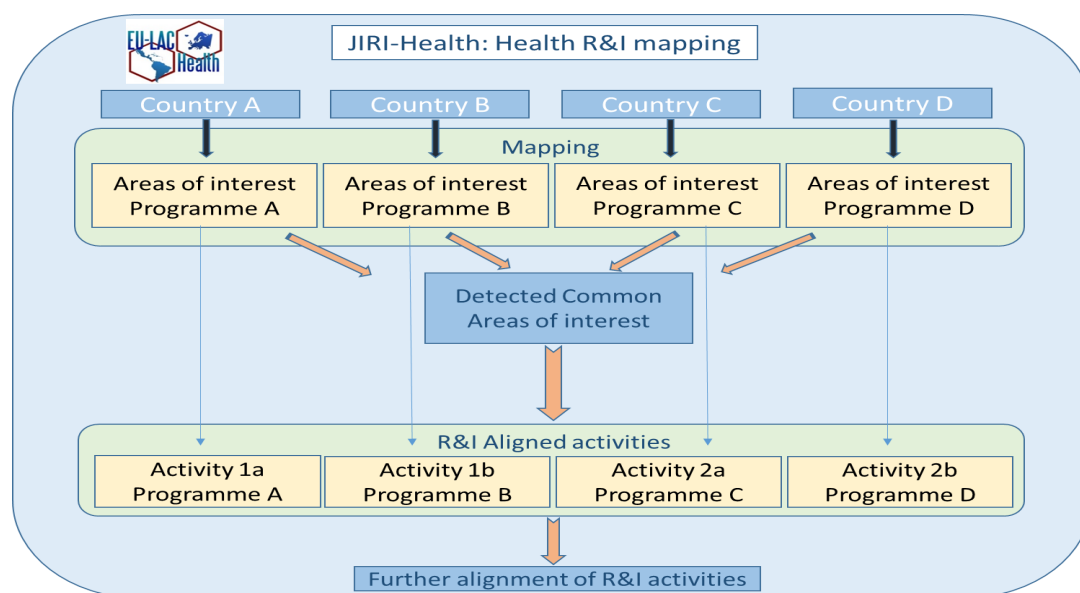 EU-LAC
Health
JIRI-Health: Health R&I mapping
Country A
Country B
Country C
Country D
Mapping
Areas of interest
Programme A
Areas of interest
Programme B
Areas of interest
Programme C
Areas of interest
Programme D
Detected Common
Areas of interest
R&I Aligned activities
Activity 1a
Programme A
Activity 1b
Programme B
Activity 2a
Programme C
Activity 2b
Programme D
Further alignment of R&I activities